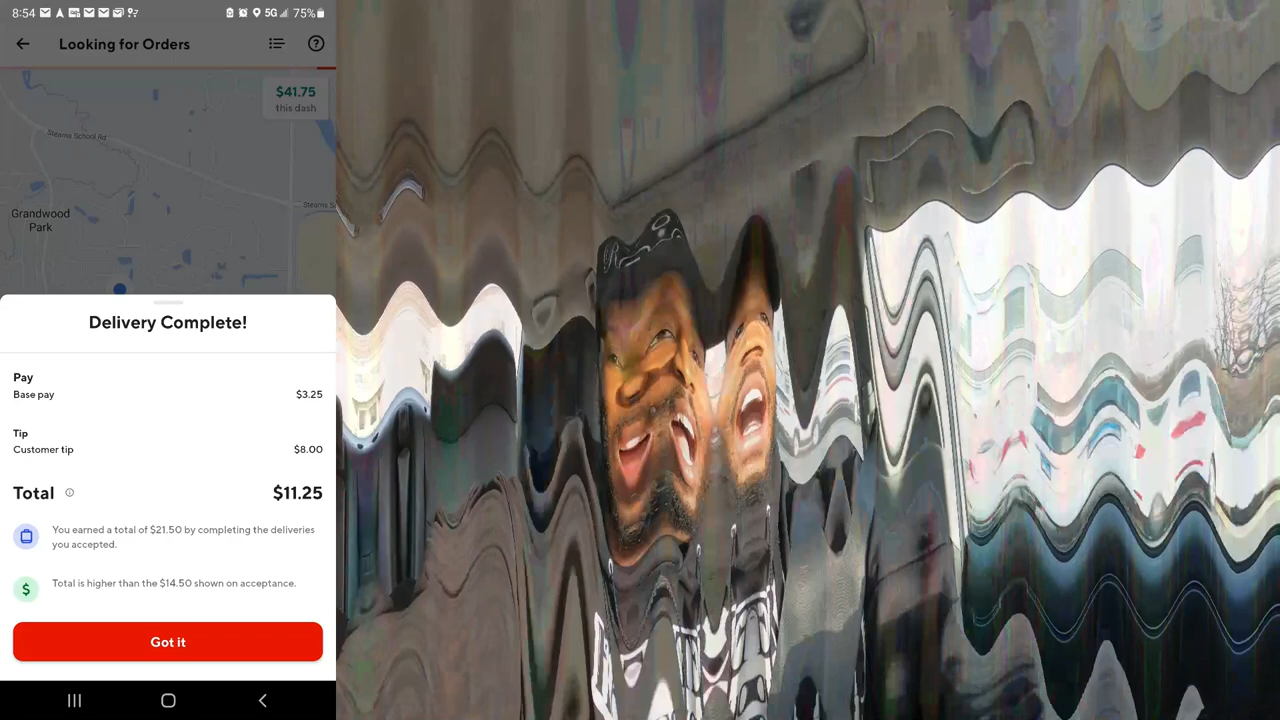 8:54
5G
75%
Looking for Orders
$41.75
this dash
Stearns School Rd
Stearns S
Grandwood
Park
Delivery Complete!
Pay
Base pay
$3.25
Tip
Customer tip
$8.00
Total
$11.25
You earned a total of $21.50 by completing the deliveries
you accepted.
Total is higher than the $14.50 shown on acceptance.
Got it